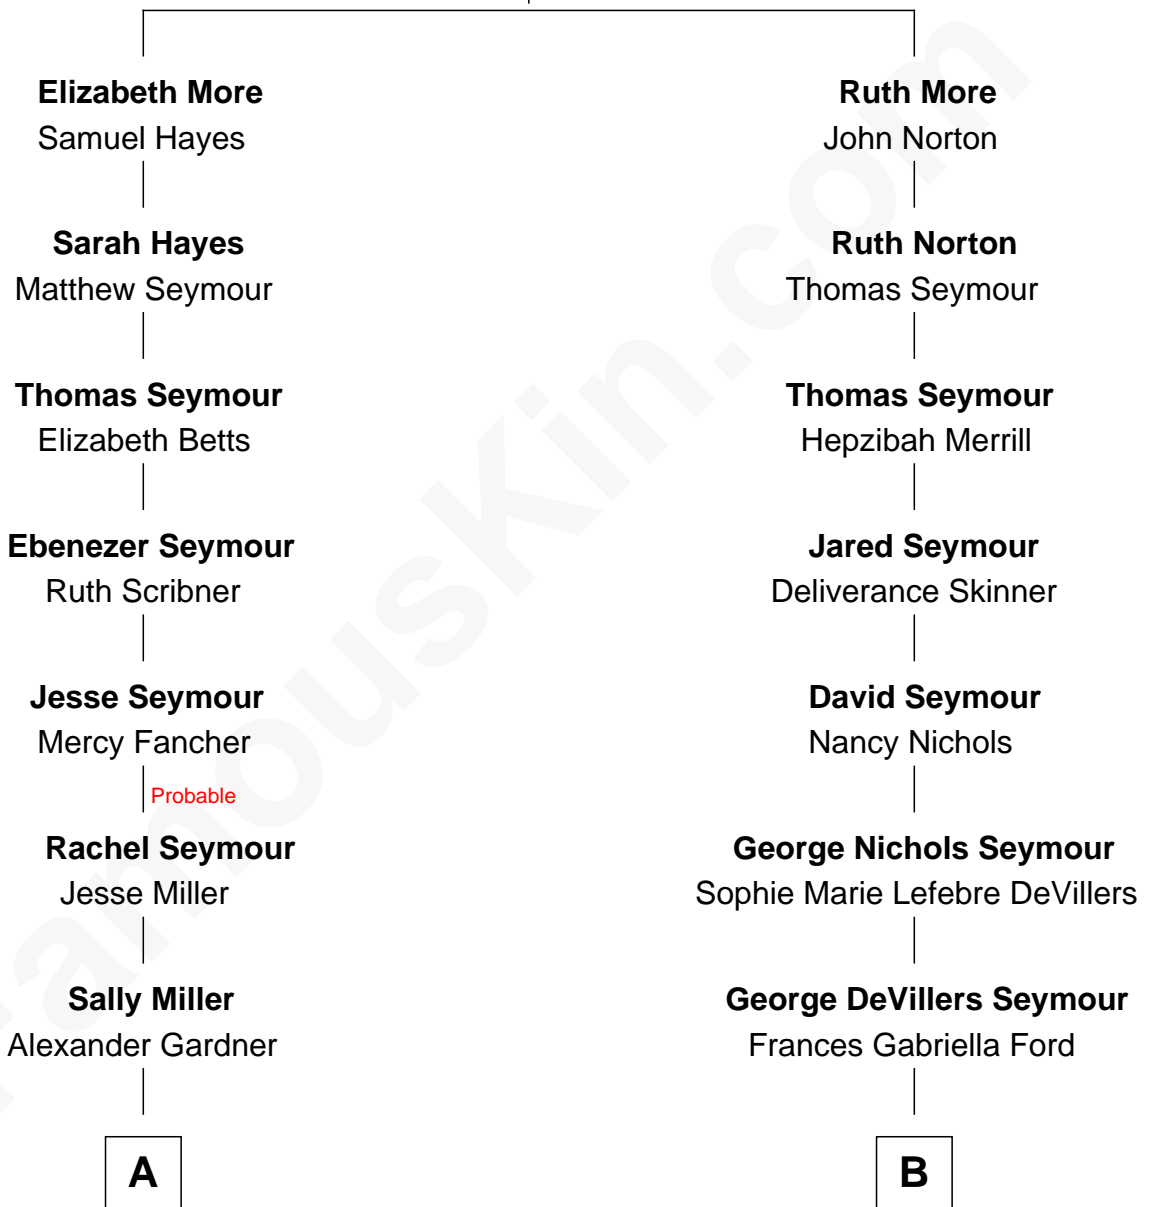 Elizabeth More
Samuel Hayes
Sarah Hayes
Matthew Seymour
Thomas Seymour
Elizabeth Betts
Ebenezer Seymour
Ruth Scribner
Jesse Seymour
Mercy Fancher
Probable
Rachel Seymour
Jesse Miller
Sally Miller
Alexander Gardner
A
Ruth More
John Norton
Ruth Norton
Thomas Seymour
Thomas Seymour
Hepzibah Merrill
Jared Seymour
Deliverance Skinner
David Seymour
Nancy Nichols
George Nichols Seymour
Sophie Marie Lefebre DeVillers
George DeVillers Seymour
Frances Gabriella Ford
B
FamousKin.com